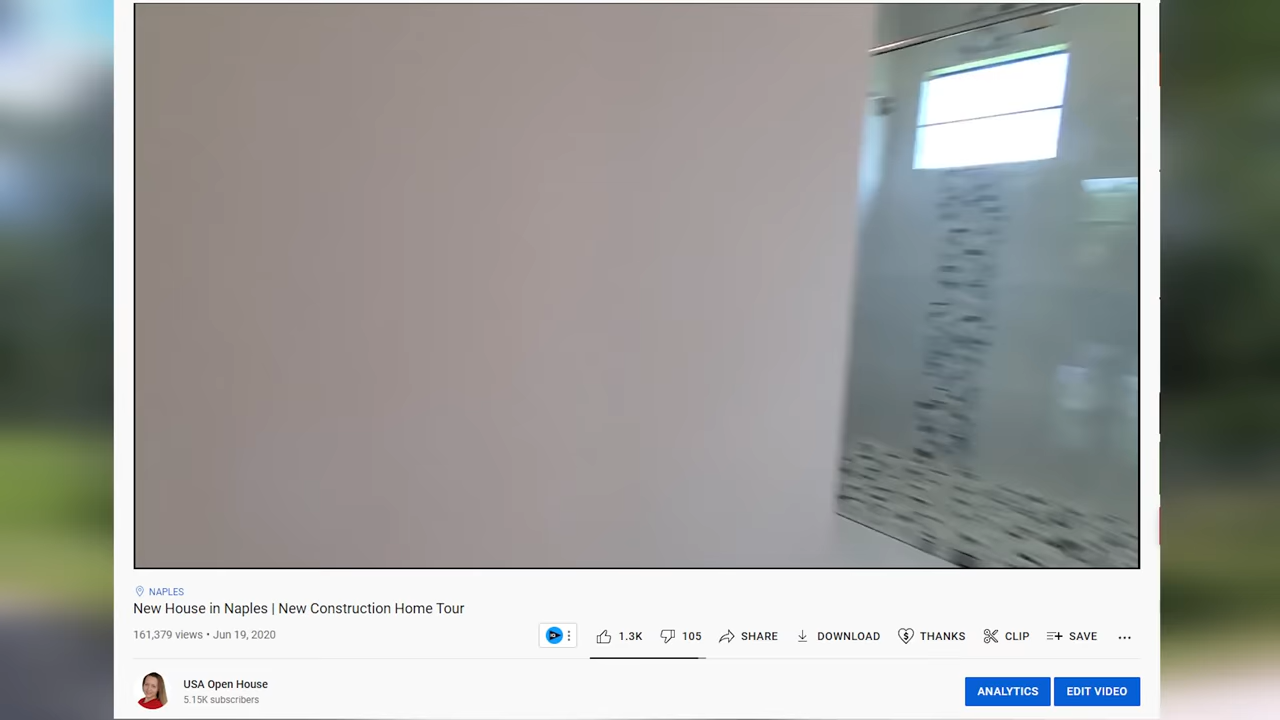 NAPLES
New House in Naples | New Construction Home Tour
161,379 views • Jun 19, 2020
1.3K 105 SHARE DOWNLOAD THANKS CLIP SAVE ...
USA Open House
5.15K subscribers
ANALYTICS EDIT VIDEO